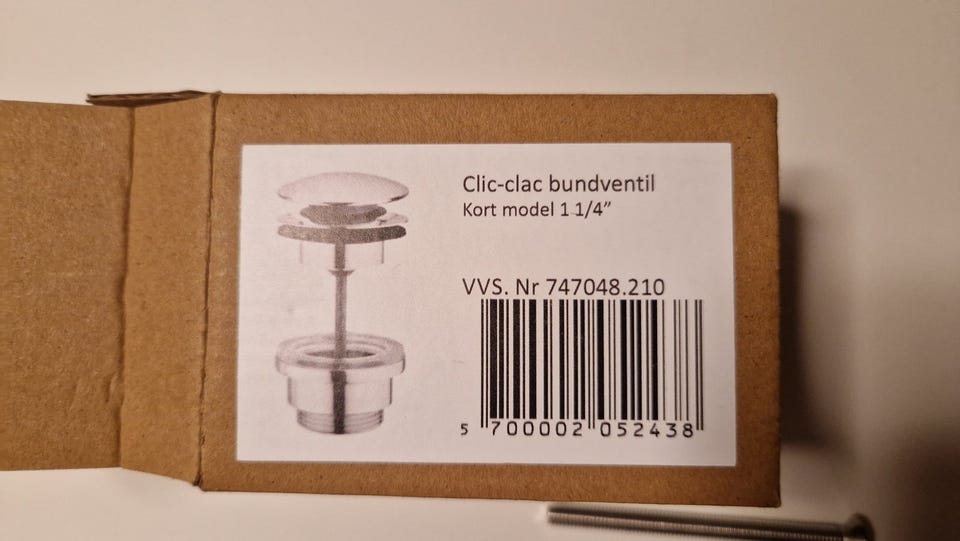 Clic-clac bundventil
Kort model 1 1/4”
VVS. Nr 747048.210
5 700002 052438